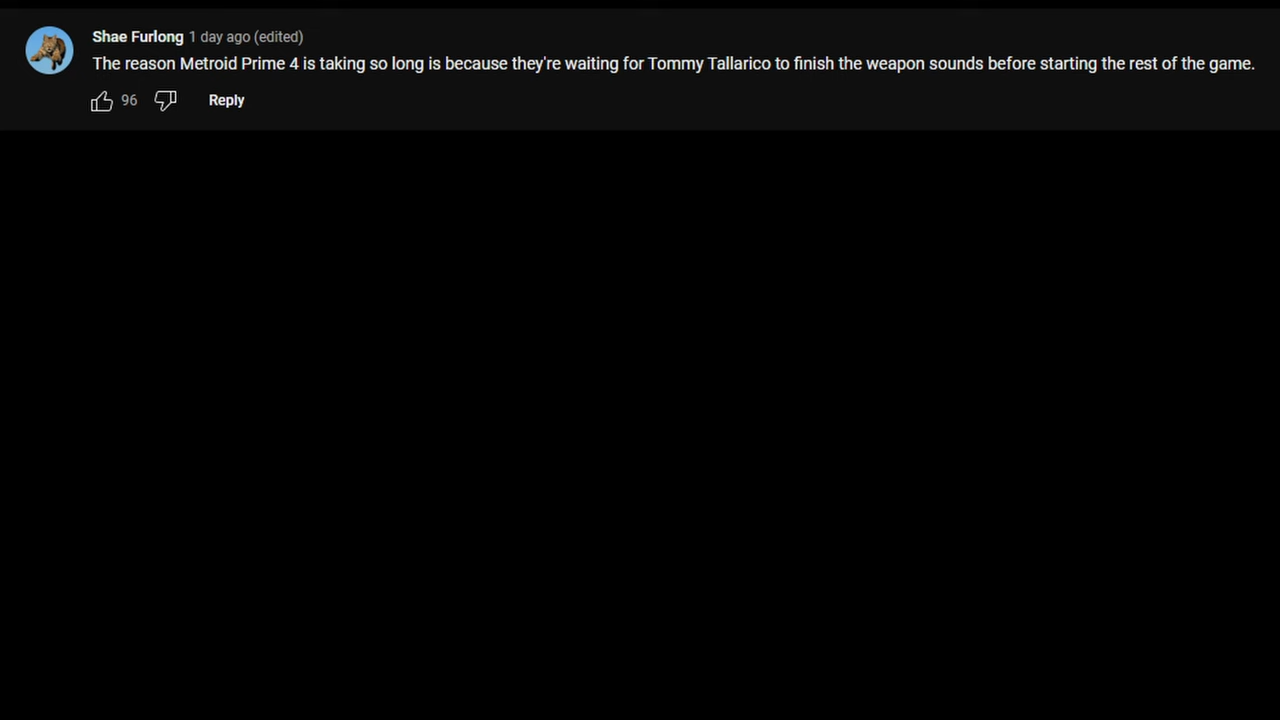 Shae Furlong 1 day ago (edited)
The reason Metroid Prime 4 is taking so long is because they're waiting for Tommy Tallarico to finish the weapon sounds before starting the rest of the game.
96 Reply